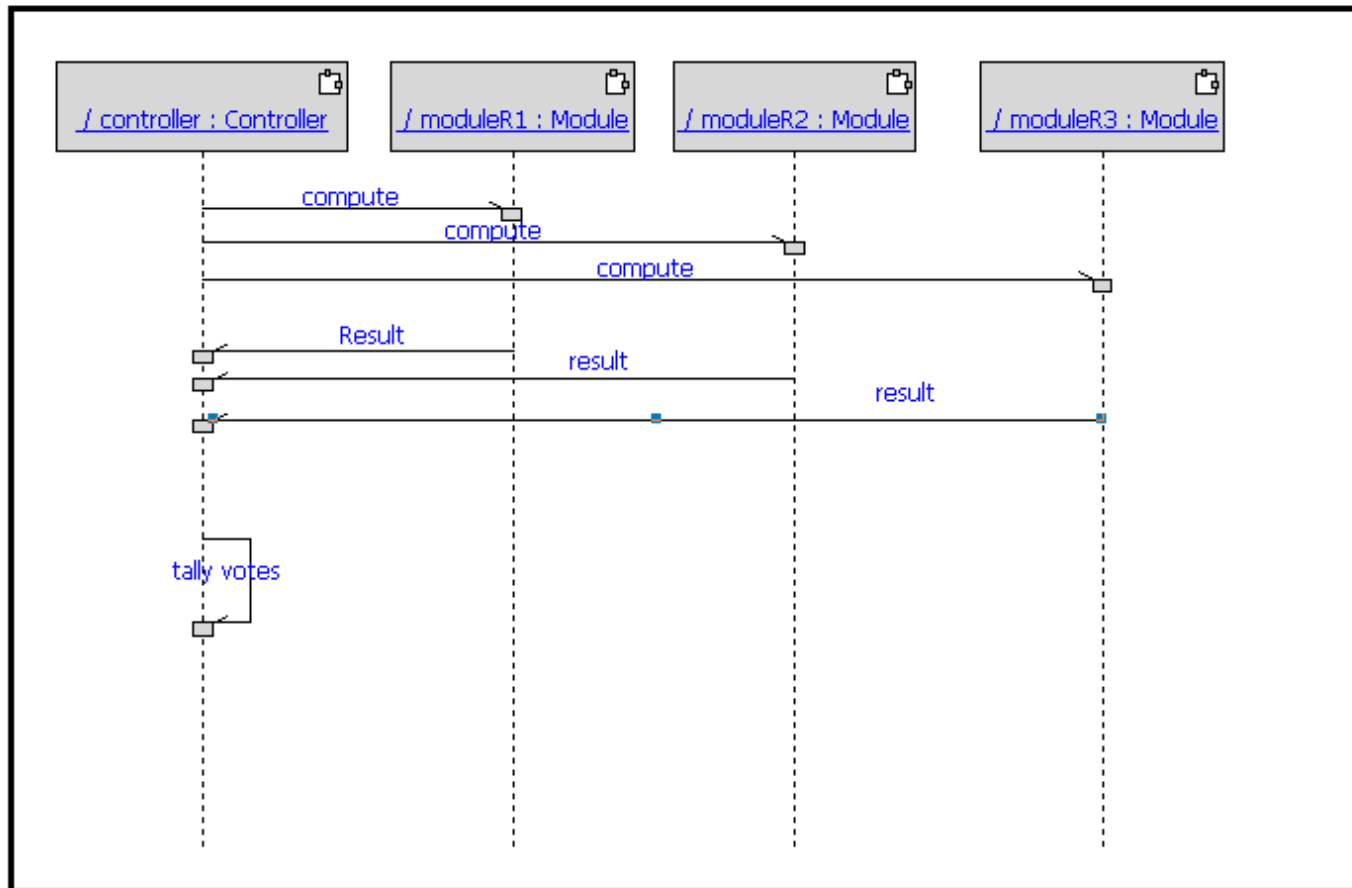 / controller : Controller
/ moduleR1 : Module
/ moduleR2 : Module
/ moduleR3 : Module
compute
compute
compute
Result
result
result
tally votes